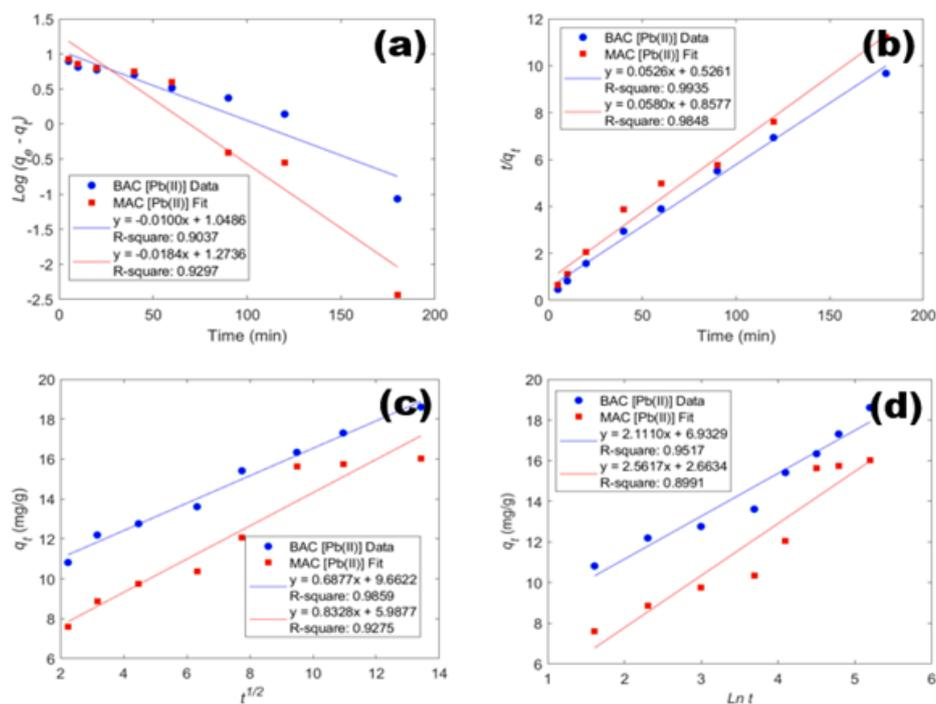 (a)
1.5
1
0.5
0
-0.5
-1
-1.5
-2
-2.5
Log (qe - qt)
BAC [Pb(II)] Data
MAC [Pb(II)] Fit
y = -0.0100x + 1.0486
R-square: 0.9037
y = -0.0184x + 1.2736
R-square: 0.9297
0 50 100 150 200
Time (min)
(b)
12
10
8
6
4
2
0
t/qt
BAC [Pb(II)] Data
MAC [Pb(II)] Fit
y = 0.0526x + 0.5261
R-square: 0.9935
y = 0.0580x + 0.8577
R-square: 0.9848
0 50 100 150 200
Time (min)
(c)
20
18
16
14
12
10
8
6
qt (mg/g)
BAC [Pb(II)] Data
MAC [Pb(II)] Fit
y = 0.6877x + 9.6622
R-square: 0.9859
y = 0.8328x + 5.9877
R-square: 0.9275
2 4 6 8 10 12 14
t1/2
(d)
20
18
16
14
12
10
8
6
qt (mg/g)
BAC [Pb(II)] Data
MAC [Pb(II)] Fit
y = 2.1110x + 6.9329
R-square: 0.9517
y = 2.5617x + 2.6634
R-square: 0.8991
1 2 3 4 5 6
Ln t